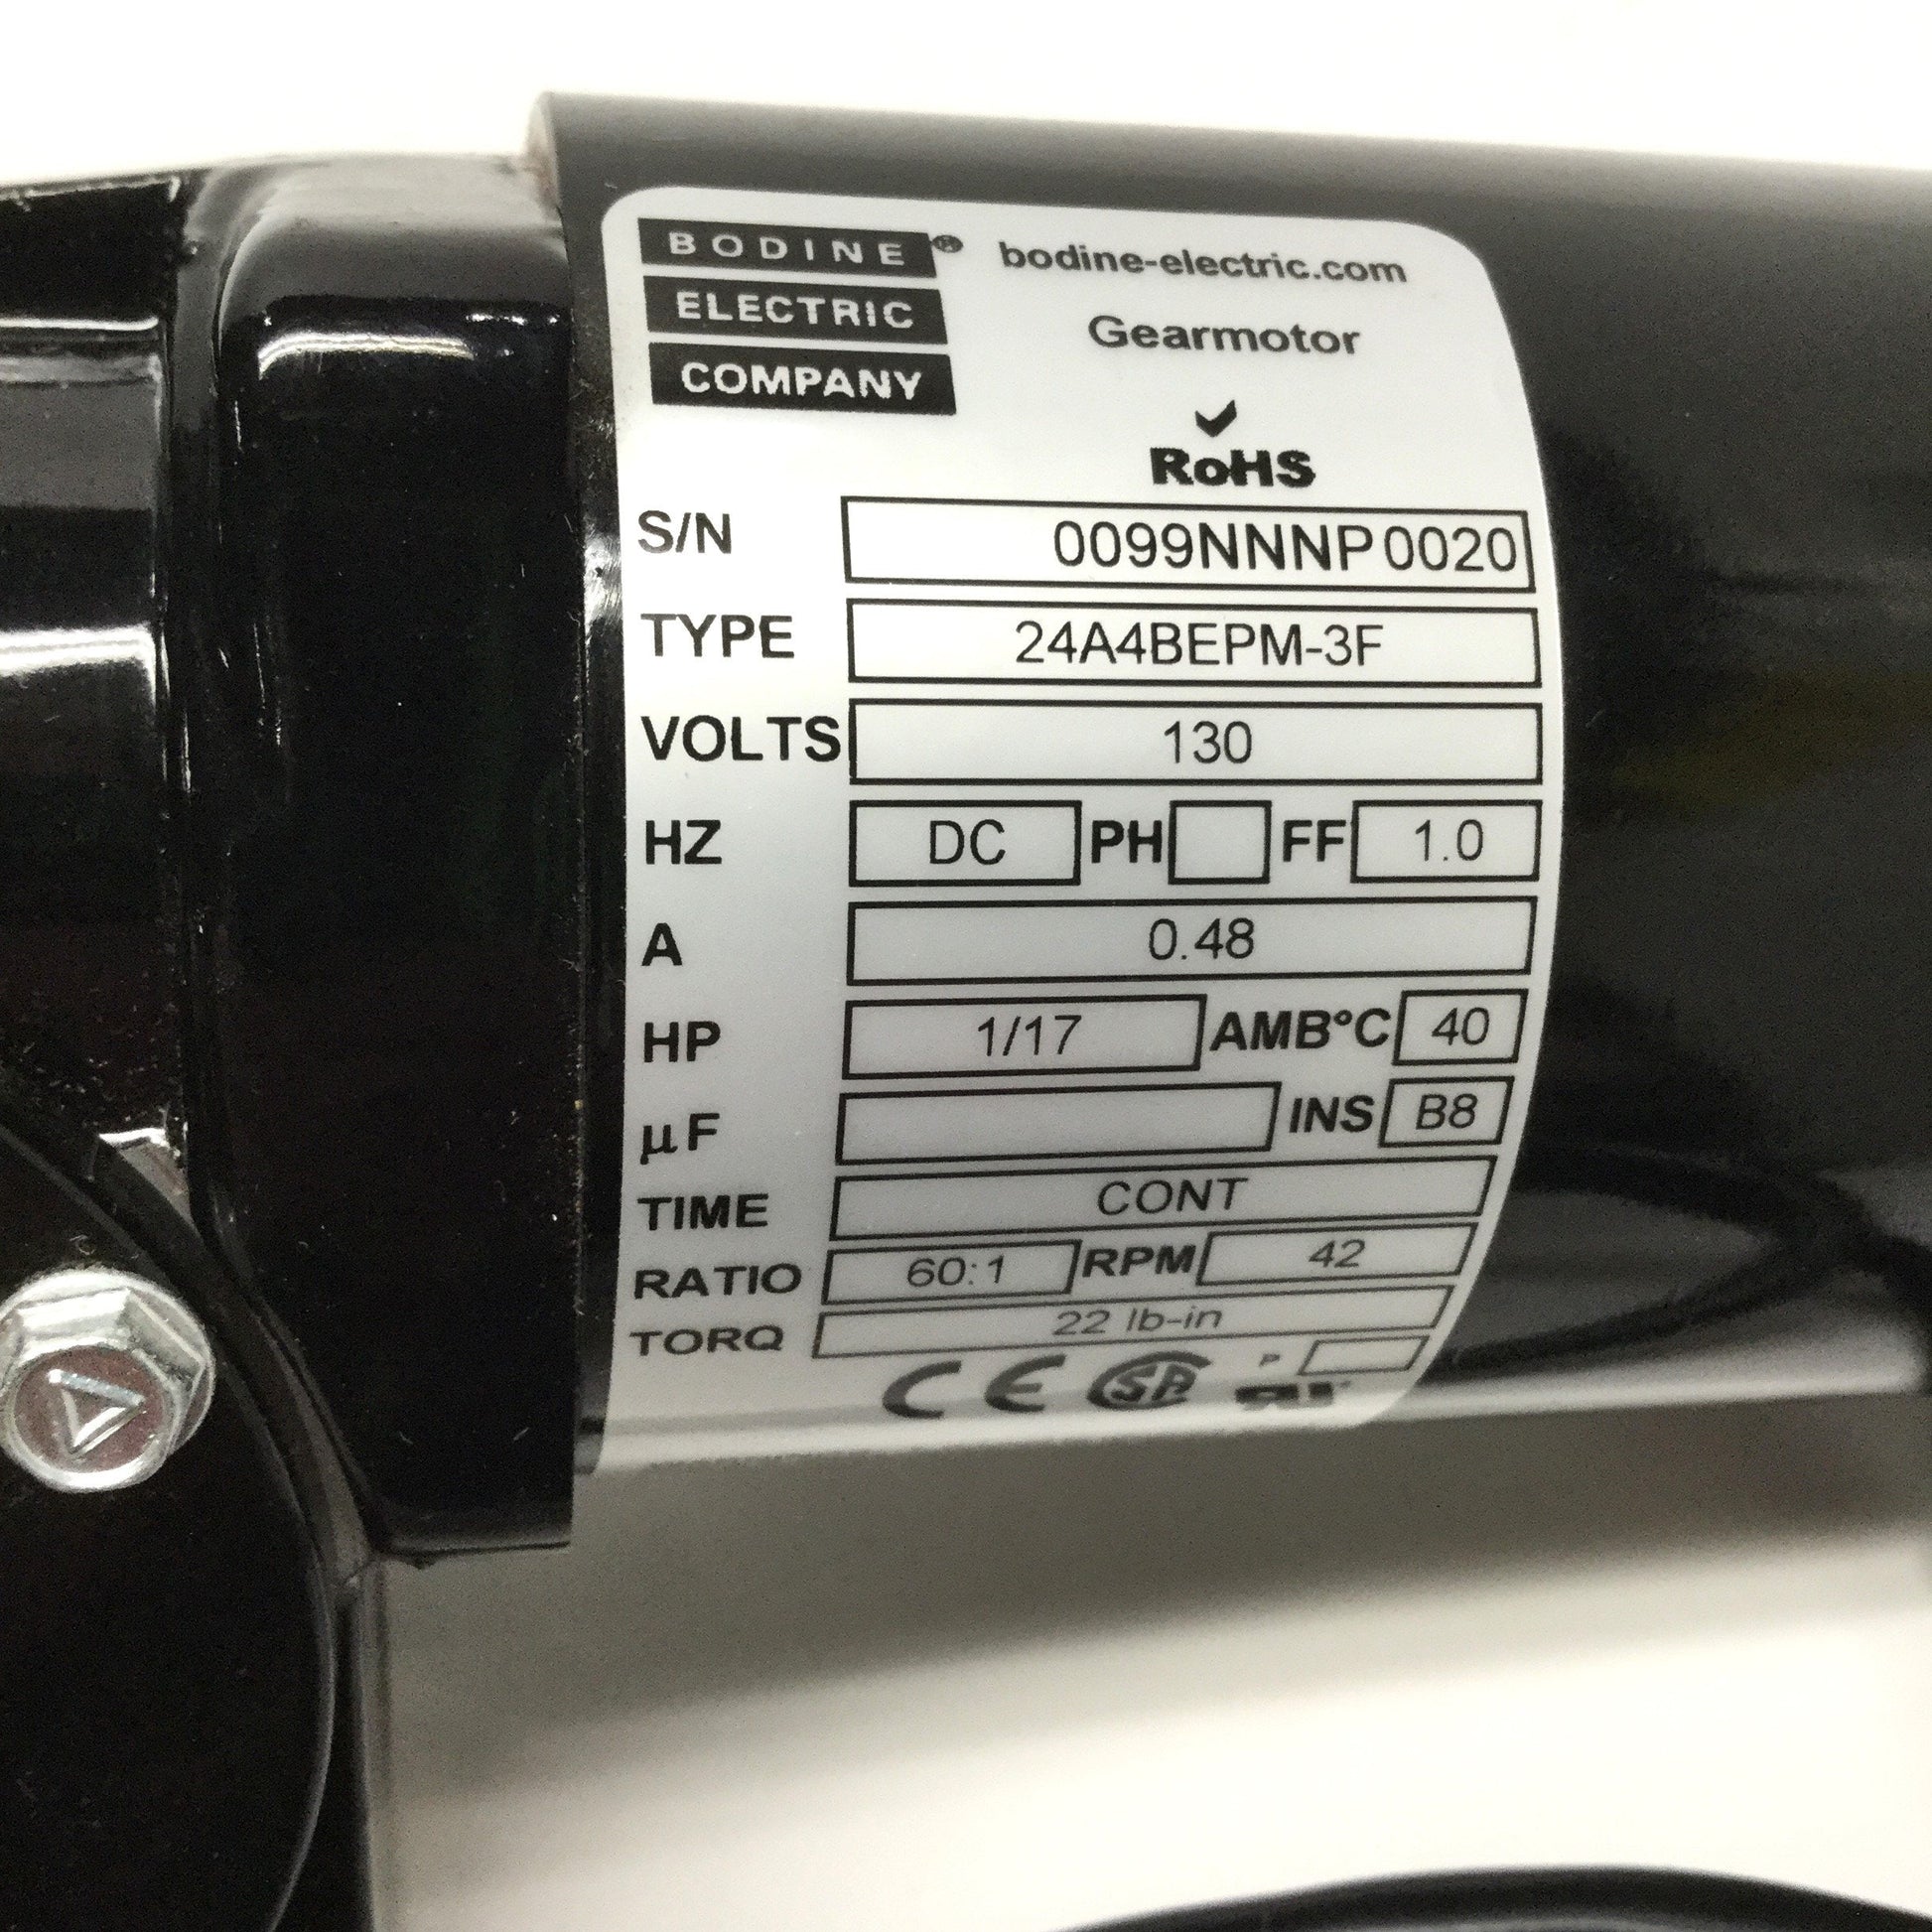 BODINE® bodine-electric.com
ELECTRIC Gearmotor
COMPANY
RoHS
S/N 0099NNNP0020
TYPE 24A4BEPM-3F
VOLTS 130
HZ DC PH FF 1.0
A 0.48
HP 1/17 AMB°C 40
µF INS B8
TIME CONT
RATIO 60:1 RPM 42
TORQ 22 lb-in
CE SA P